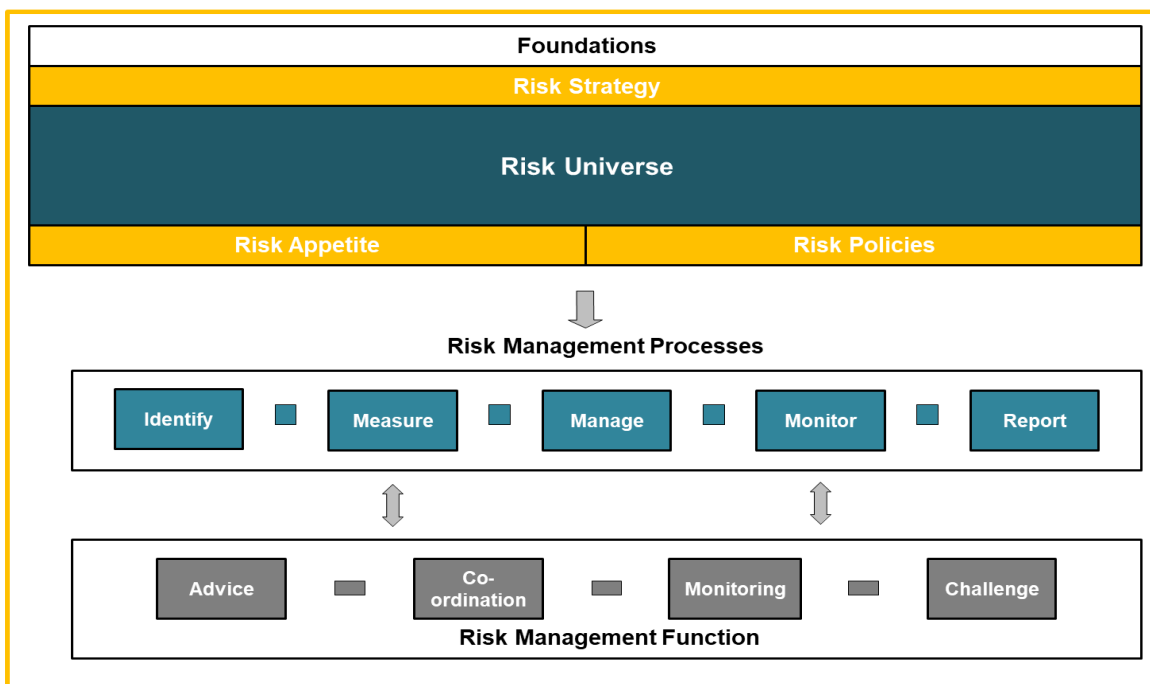 Foundations
Risk Strategy
Risk Universe
Risk Appetite
Risk Policies
Risk Management Processes
Identify
Measure
Manage
Monitor
Report
Advice
Co-
ordination
Monitoring
Challenge
Risk Management Function